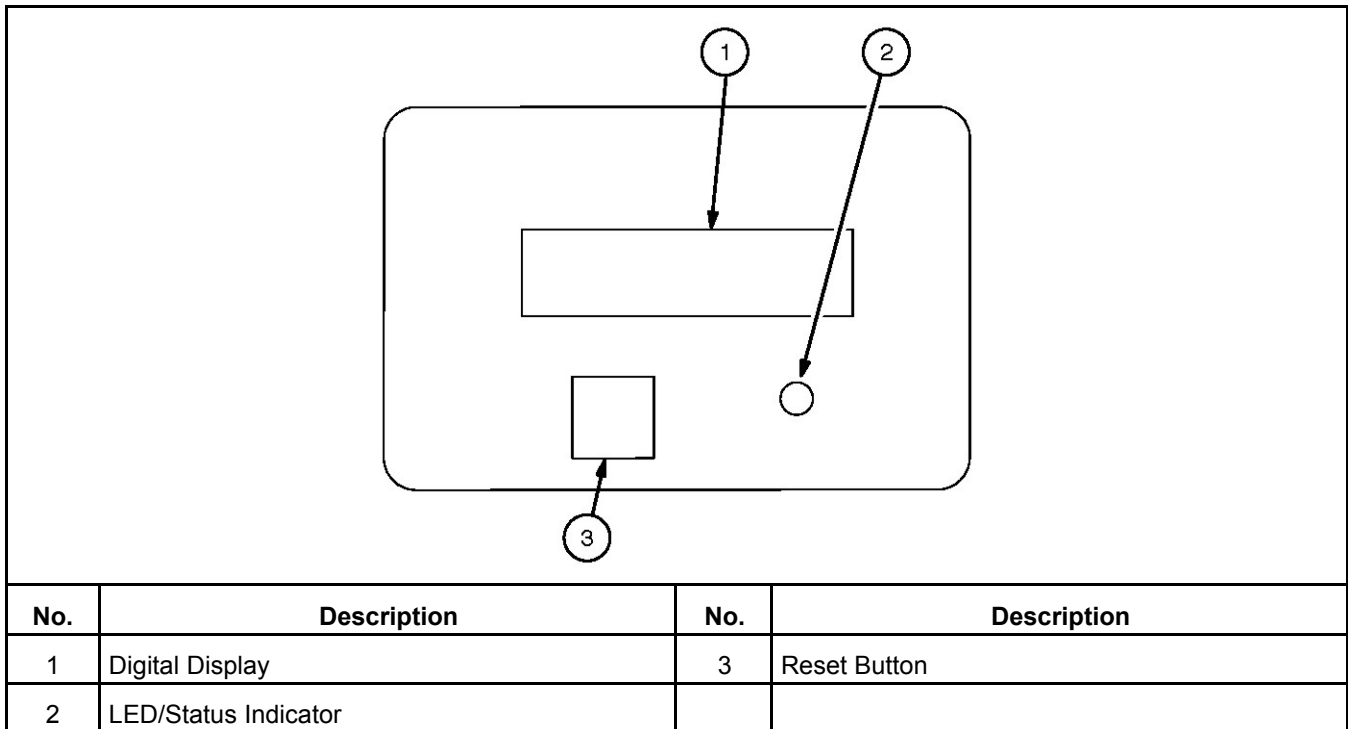 1 2
3
No. Description No. Description
1 Digital Display 3 Reset Button
2 LED/Status Indicator